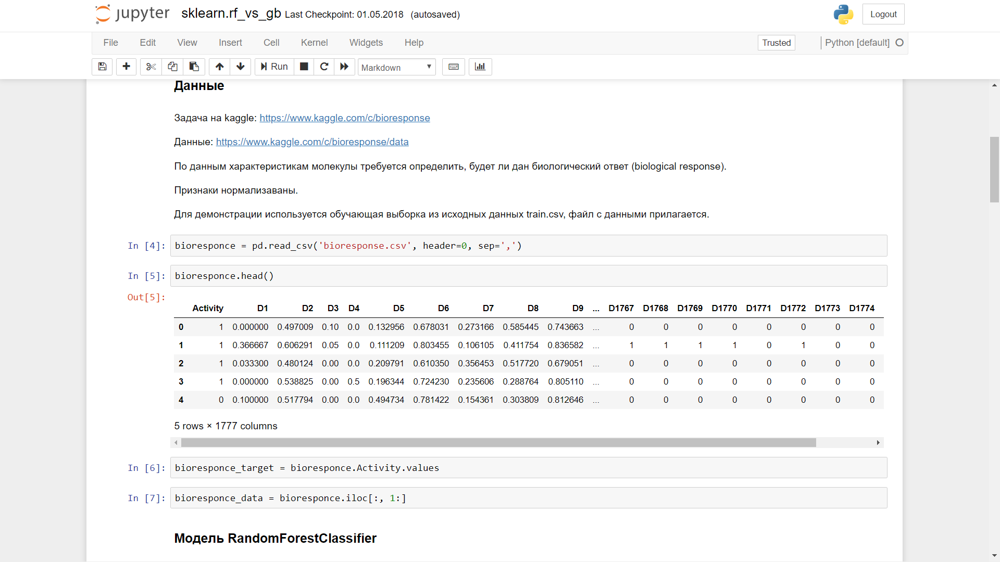 jupyter sklearn.rf_vs_gb Last Checkpoint: 01.05.2018 (autosaved) Logout
File Edit View Insert Cell Kernel Widgets Help Trusted Python [default]
Run Markdown
Данные
Задача на kaggle: https://www.kaggle.com/c/bioresponse
Данные: https://www.kaggle.com/c/bioresponse/data
По данным характеристикам молекулы требуется определить, будет ли дан биологический ответ (biological response).
Признаки нормализаваны.
Для демонстрации используется обучающая выборка из исходных данных train.csv, файл с данными прилагается.
In [4]: bioresponce = pd.read_csv('bioresponse.csv', header=0, sep=',')
In [5]: bioresponce.head()
Out[5]:
Activity D1 D2 D3 D4 D5 D6 D7 D8 D9 ... D1767 D1768 D1769 D1770 D1771 D1772 D1773 D1774
0 1 0.000000 0.497009 0.10 0.0 0.132956 0.678031 0.273166 0.585445 0.743663 ... 0 0 0 0 0 0 0 0
1 1 0.366667 0.606291 0.05 0.0 0.111209 0.803455 0.106105 0.411754 0.836582 ... 1 1 1 1 0 1 0 0
2 1 0.033300 0.480124 0.00 0.0 0.209791 0.610350 0.356453 0.517720 0.679051 ... 0 0 0 0 0 0 0 0
3 1 0.000000 0.538825 0.00 0.5 0.196344 0.724230 0.235606 0.288764 0.805110 ... 0 0 0 0 0 0 0 0
4 0 0.100000 0.517794 0.00 0.0 0.494734 0.781422 0.154361 0.303809 0.812646 ... 0 0 0 0 0 0 0 0
5 rows × 1777 columns
In [6]: bioresponce_target = bioresponce.Activity.values
In [7]: bioresponce_data = bioresponce.iloc[:, 1:]
Модель RandomForestClassifier